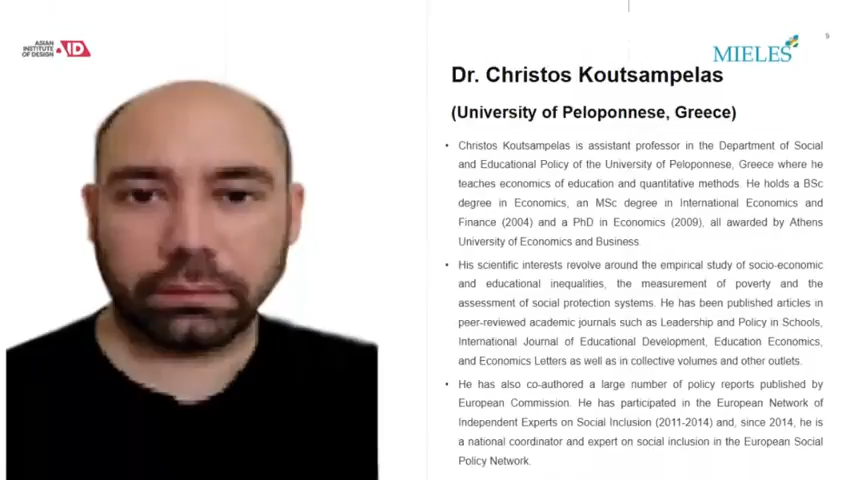 ASIAN
INSTITUTE
OF DESIGN
AID
9
MIELES
Dr. Christos Koutsampelas
(University of Peloponnese, Greece)
• Christos Koutsampelas is assistant professor in the Department of Social
and Educational Policy of the University of Peloponnese, Greece where he
teaches economics of education and quantitative methods. He holds a BSc
degree in Economics, an MSc degree in International Economics and
Finance (2004) and a PhD in Economics (2009), all awarded by Athens
University of Economics and Business.
• His scientific interests revolve around the empirical study of socio-economic
and educational inequalities, the measurement of poverty and the
assessment of social protection systems. He has been published articles in
peer-reviewed academic journals such as Leadership and Policy in Schools,
International Journal of Educational Development, Education Economics,
and Economics Letters as well as in collective volumes and other outlets.
• He has also co-authored a large number of policy reports published by
European Commission. He has participated in the European Network of
Independent Experts on Social Inclusion (2011-2014) and, since 2014, he is
a national coordinator and expert on social inclusion in the European Social
Policy Network.